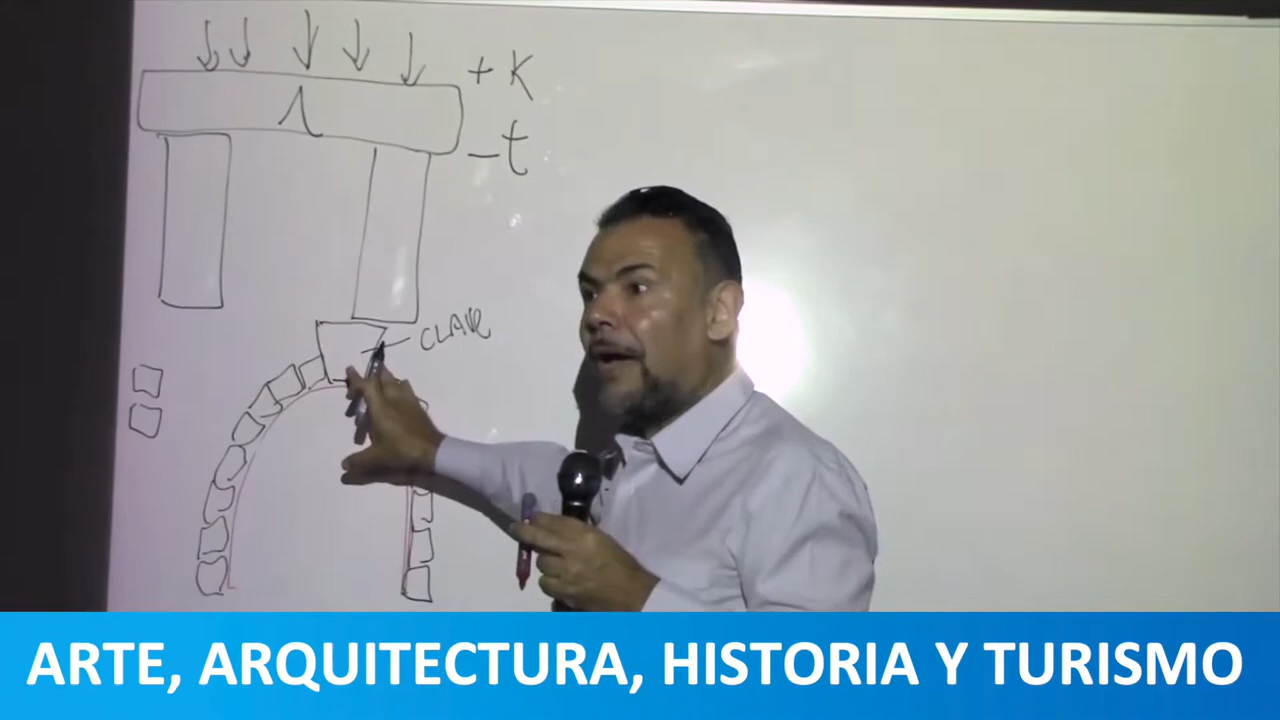 + K
- t
CLAVE
ARTE, ARQUITECTURA, HISTORIA Y TURISMO